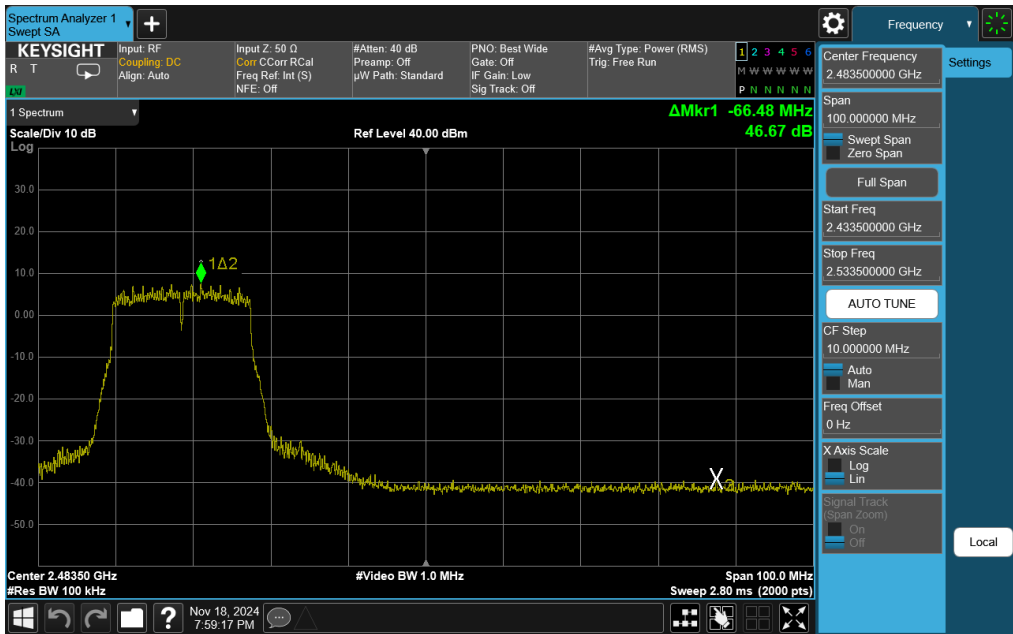 Spectrum Analyzer 1
Swept SA
Frequency
KEYSIGHT
R T
LXI
Input: RF
Coupling: DC
Align: Auto
Input Z: 50 Ω
Corr CCorr RCal
Freq Ref: Int (S)
NFE: Off
#Atten: 40 dB
Preamp: Off
µW Path: Standard
PNO: Best Wide
Gate: Off
IF Gain: Low
Sig Track: Off
#Avg Type: Power (RMS)
Trig: Free Run
1 2 3 4 5 6
M W W W W W
P N N N N N
1 Spectrum
Scale/Div 10 dB
Log
Ref Level 40.00 dBm
ΔMkr1 -66.48 MHz
46.67 dB
30.0
20.0
10.0
0.00
-10.0
-20.0
-30.0
-40.0
-50.0
1Δ2
X2
Center 2.48350 GHz
#Res BW 100 kHz
#Video BW 1.0 MHz
Span 100.0 MHz
Sweep 2.80 ms (2000 pts)
Nov 18, 2024
7:59:17 PM
?
Center Frequency
2.483500000 GHz
Span
100.000000 MHz
Swept Span
Zero Span
Full Span
Start Freq
2.433500000 GHz
Stop Freq
2.533500000 GHz
AUTO TUNE
CF Step
10.000000 MHz
Auto
Man
Freq Offset
0 Hz
X Axis Scale
Log
Lin
Signal Track
(Span Zoom)
On
Off
Settings
Local